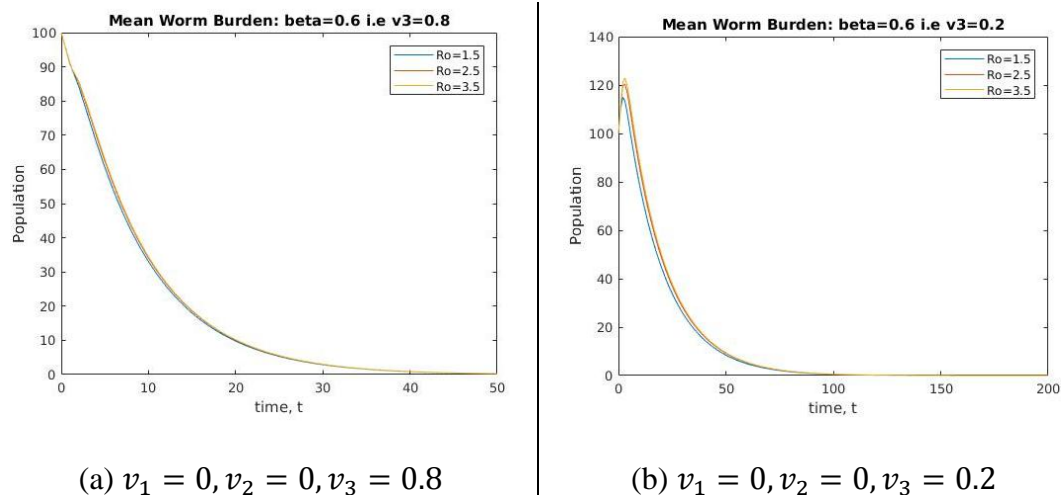 Mean Worm Burden: beta=0.6 i.e v3=0.8
100
90
80
70
60
50
40
30
20
10
0
Population
Ro=1.5
Ro=2.5
Ro=3.5
0 10 20 30 40 50
time, t
(a) 𝑣₁ = 0, 𝑣₂ = 0, 𝑣₃ = 0.8
Mean Worm Burden: beta=0.6 i.e v3=0.2
140
120
100
80
60
40
20
0
Population
Ro=1.5
Ro=2.5
Ro=3.5
0 50 100 150 200
time, t
(b) 𝑣₁ = 0, 𝑣₂ = 0, 𝑣₃ = 0.2